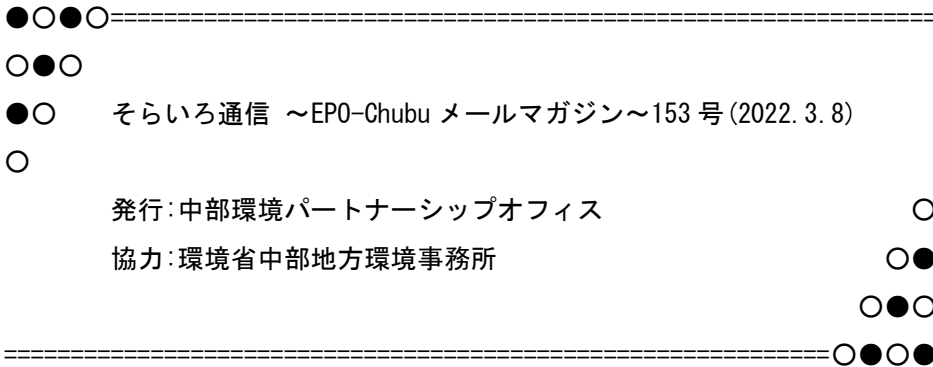 ●○●○==============================================================
○●○
●○ そらいろ通信 ～EPO-Chubu メールマガジン～153 号(2022.3.8)
○
発行:中部環境パートナーシップオフィス ○
協力:環境省中部地方環境事務所 ○●
○●○
==============================================================○●○●